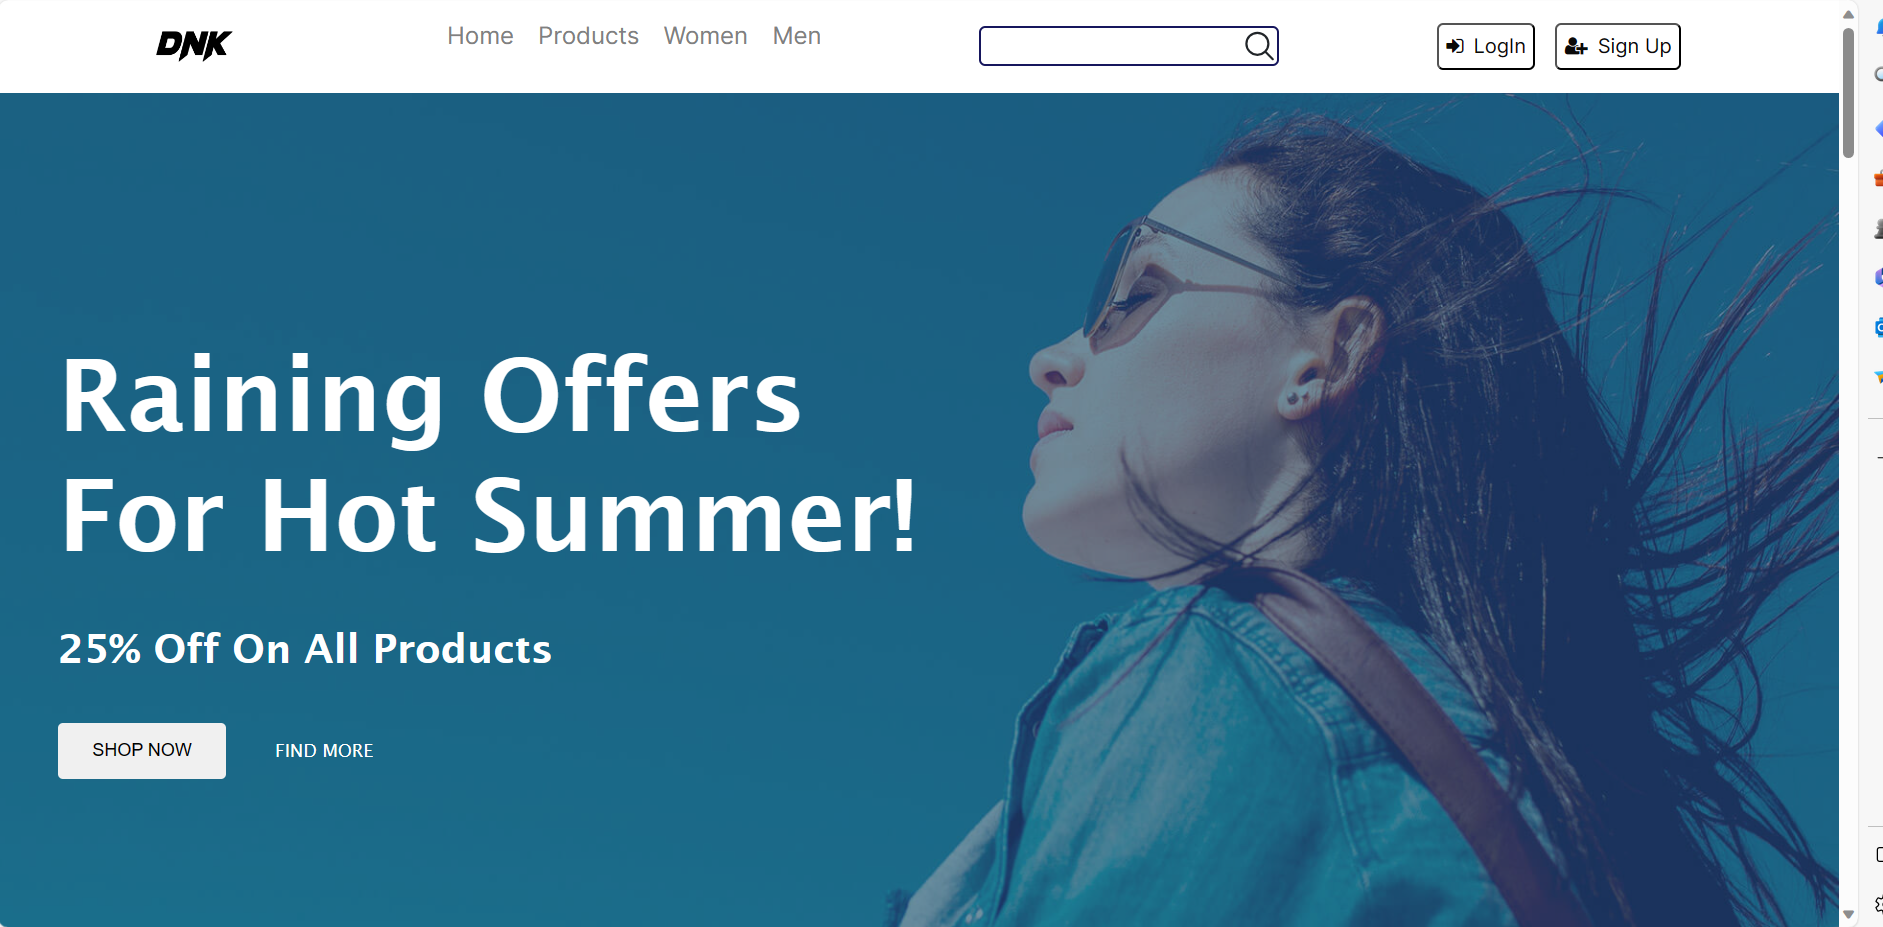 DNK
Home Products Women Men
LogIn Sign Up
Raining Offers
For Hot Summer!
25% Off On All Products
SHOP NOW FIND MORE